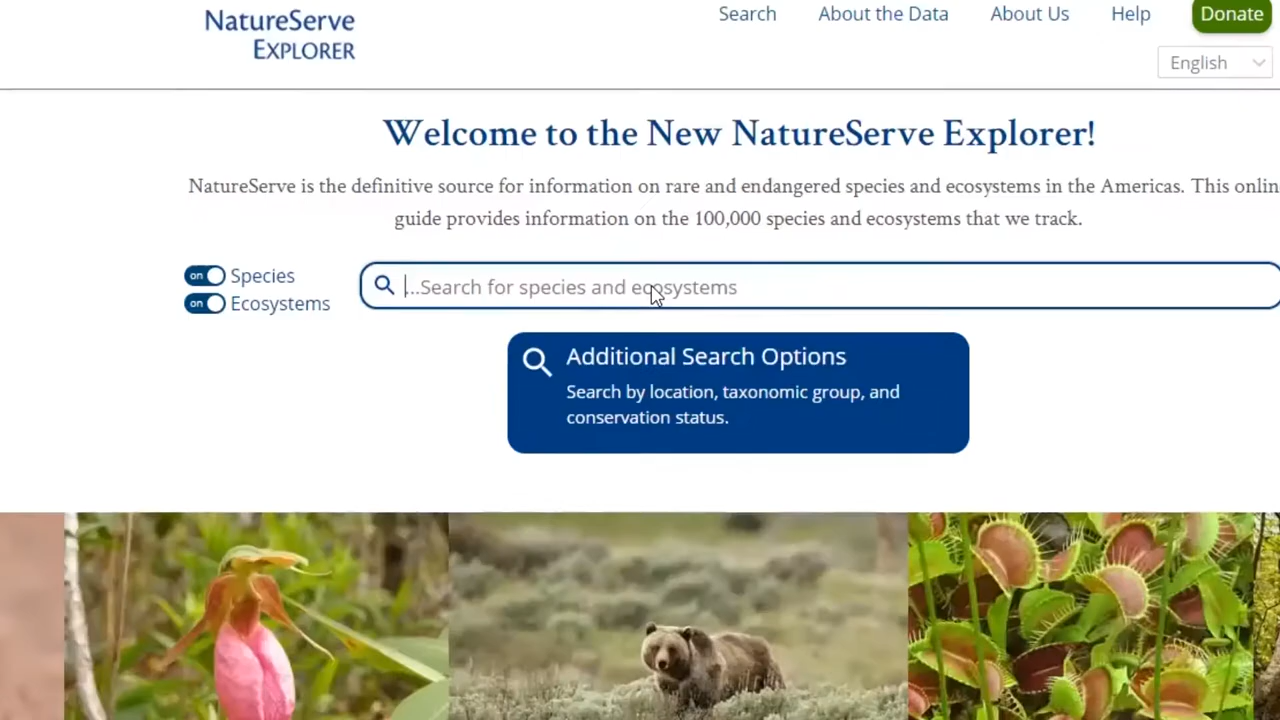 NatureServe
EXPLORER
Search
About the Data
About Us
Help
Donate
English
Welcome to the New NatureServe Explorer!
NatureServe is the definitive source for information on rare and endangered species and ecosystems in the Americas. This onlin
guide provides information on the 100,000 species and ecosystems that we track.
on Species
on Ecosystems
...Search for species and ecosystems
Additional Search Options
Search by location, taxonomic group, and
conservation status.